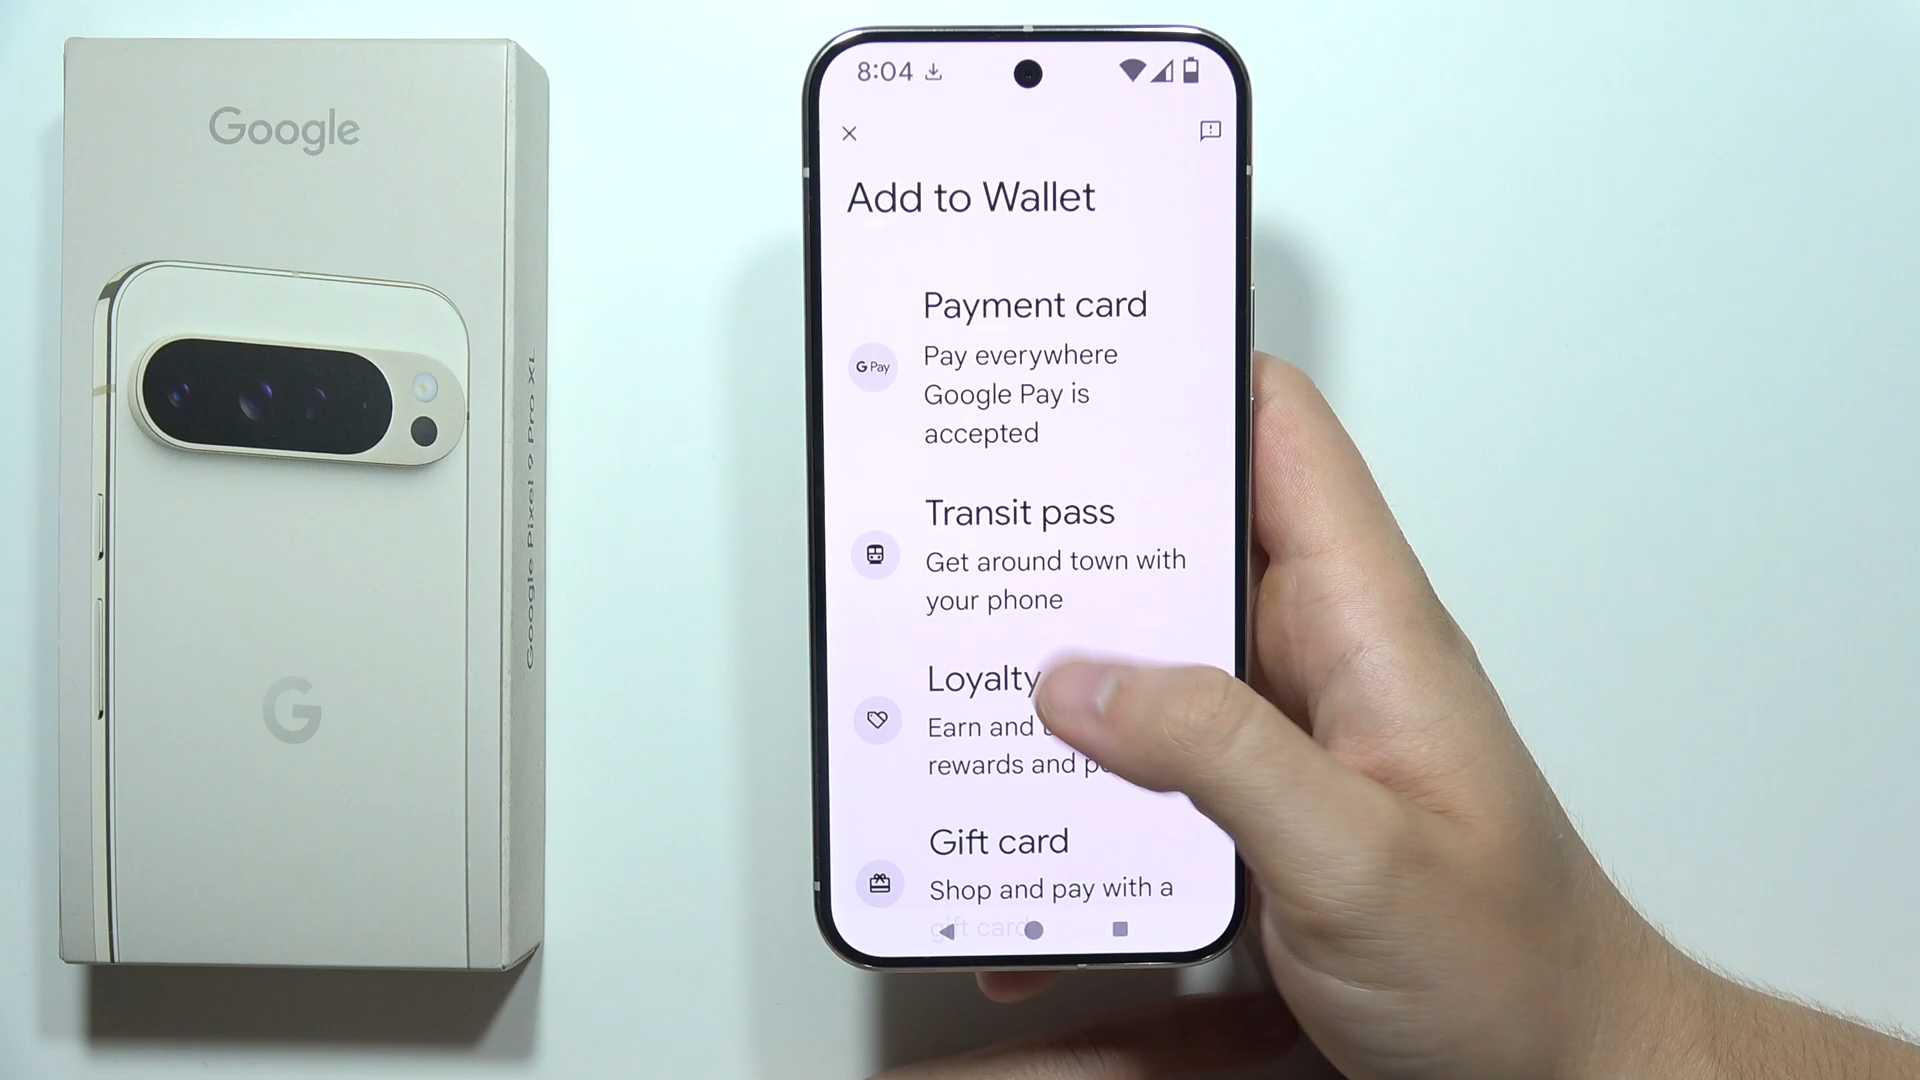 Google
Google Pixel 9 Pro XL
G
8:04
Add to Wallet
Payment card
G Pay
Pay everywhere
Google Pay is
accepted
Transit pass
Get around town with
your phone
Loyalty
Earn and
rewards and
Gift card
Shop and pay with a
gift card